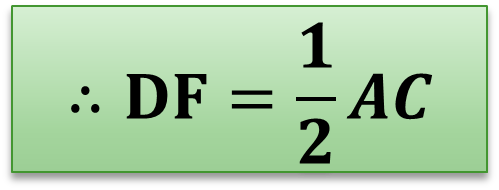 ∴ DF = 1/2 AC